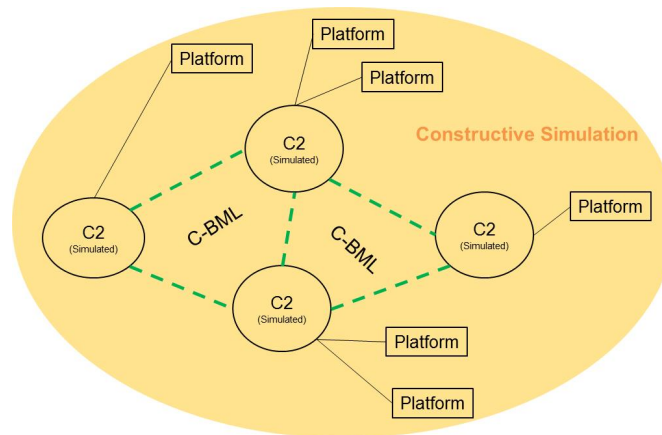 Platform
Platform
Platform
C2
(Simulated)
Constructive Simulation
C-BML
Platform
C2
(Simulated)
C2
(Simulated)
C-BML
C2
(Simulated)
Platform
Platform